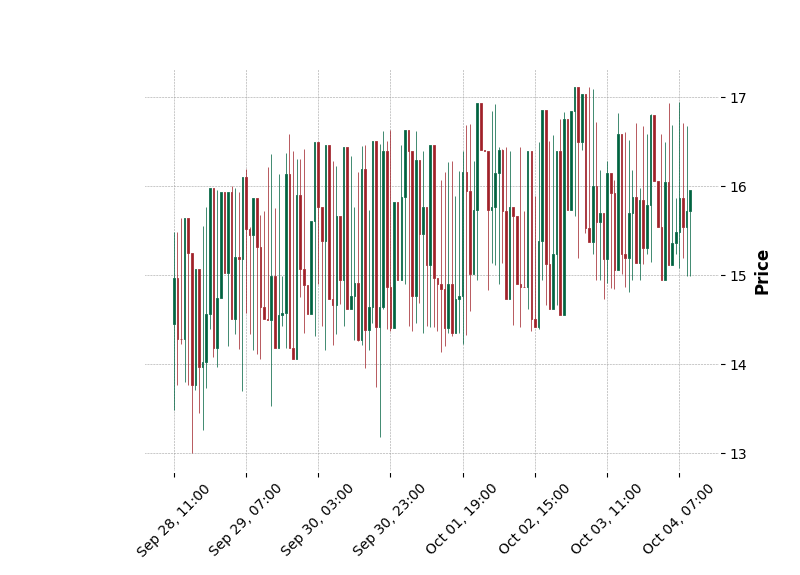 17
16
15
14
13
Price
Sep 28, 11:00
Sep 29, 07:00
Sep 30, 03:00
Sep 30, 23:00
Oct 01, 19:00
Oct 02, 15:00
Oct 03, 11:00
Oct 04, 07:00